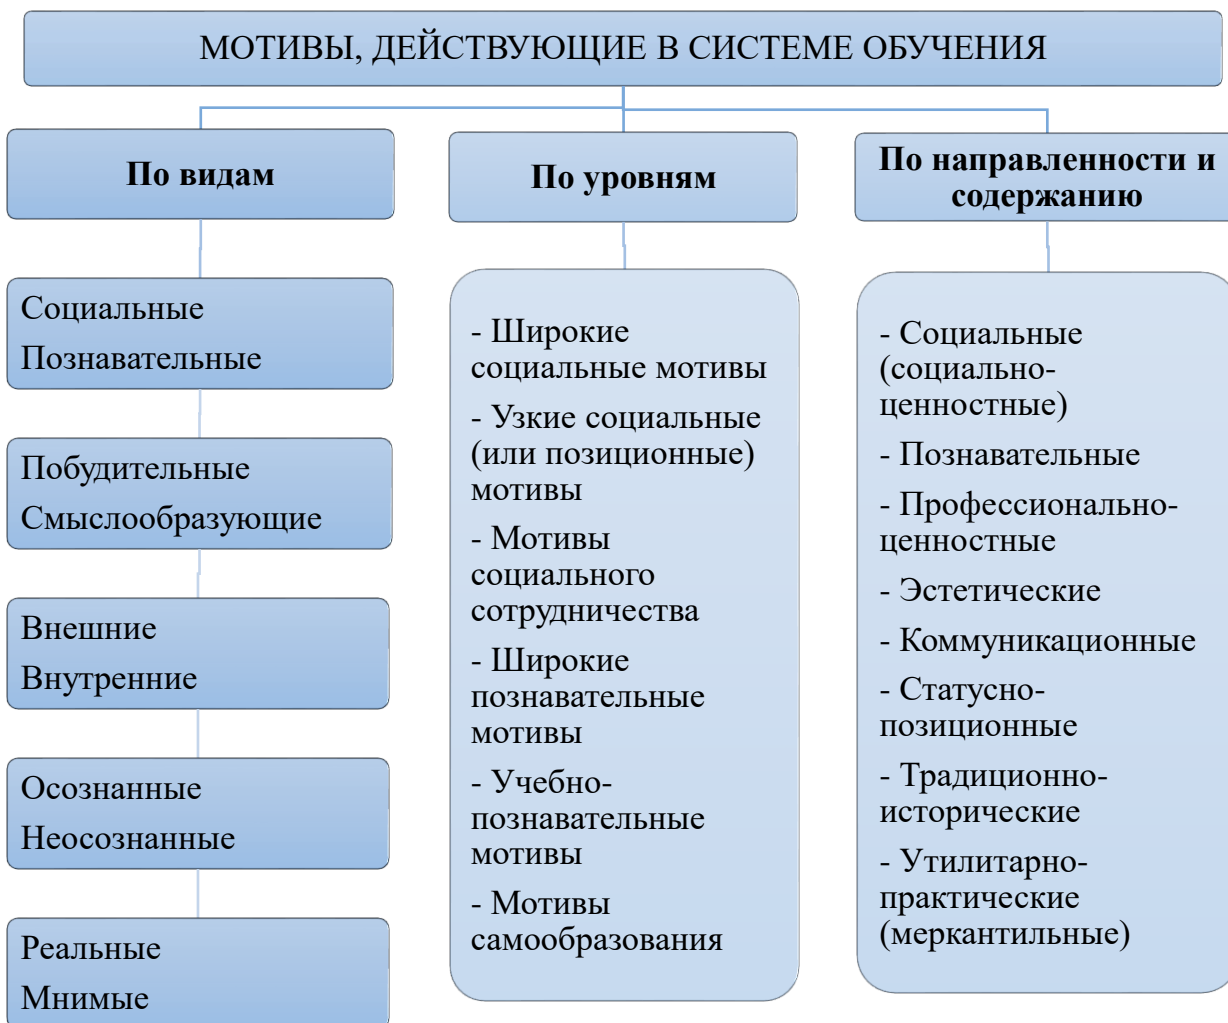 МОТИВЫ, ДЕЙСТВУЮЩИЕ В СИСТЕМЕ ОБУЧЕНИЯ
По видам
Социальные
Познавательные
Побудительные
Смыслообразующие
Внешние
Внутренние
Осознанные
Неосознанные
Реальные
Мнимые
По уровням
- Широкие
социальные мотивы
- Узкие социальные
(или позиционные)
мотивы
- Мотивы
социального
сотрудничества
- Широкие
познавательные
мотивы
- Учебно-
познавательные
мотивы
- Мотивы
самообразования
По направленности и
содержанию
- Социальные
(социально-
ценностные)
- Познавательные
- Профессионально-
ценностные
- Эстетические
- Коммуникационные
- Статусно-
позиционные
- Традиционно-
исторические
- Утилитарно-
практические
(меркантильные)